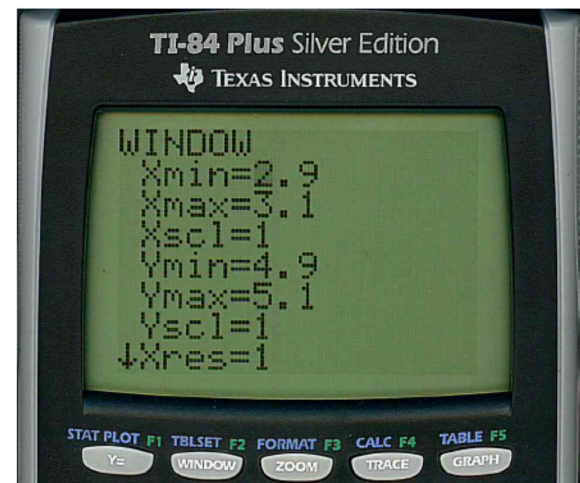 TI-84 Plus Silver Edition
TEXAS INSTRUMENTS
WINDOW
Xmin=2.9
Xmax=3.1
Xscl=1
Ymin=4.9
Ymax=5.1
Yscl=1
↓Xres=1
STAT PLOT F1 TBLSET F2 FORMAT F3 CALC F4 TABLE F5
Y= WINDOW ZOOM TRACE GRAPH